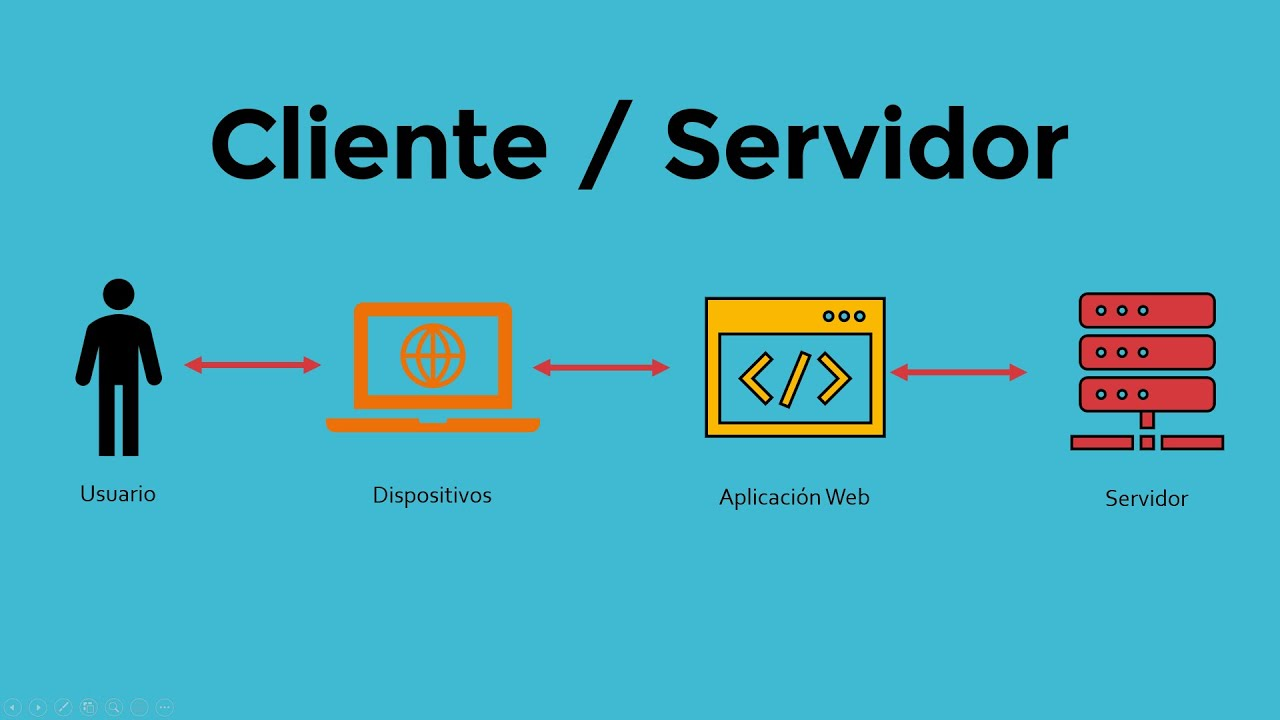 Cliente / Servidor
Usuario
Dispositivos
Aplicación Web
Servidor